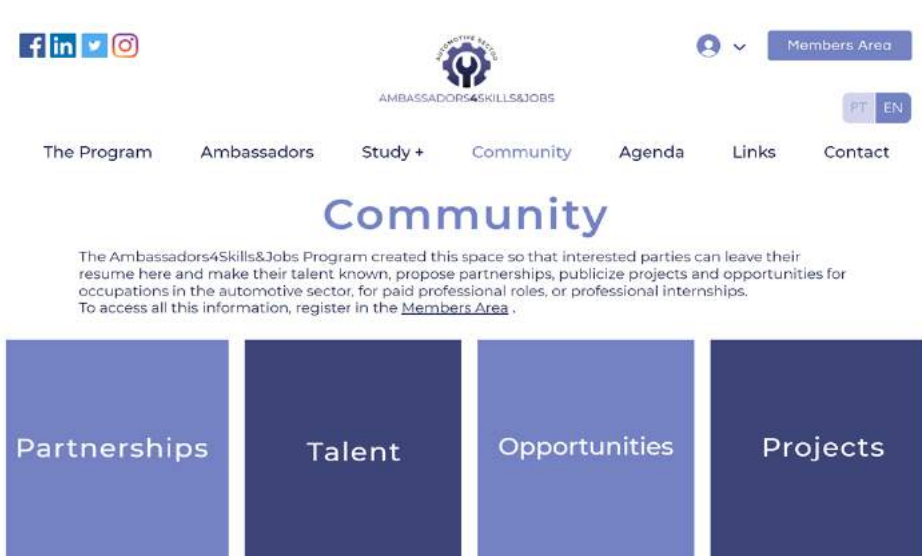 AUTOMOTIVE SECTOR
Members Area
AMBASSADORS4SKILLS&JOBS
PT EN
The Program Ambassadors Study + Community Agenda Links Contact
Community
The Ambassadors4Skills&Jobs Program created this space so that interested parties can leave their
resume here and make their talent known, propose partnerships, publicize projects and opportunities for
occupations in the automotive sector, for paid professional roles, or professional internships.
To access all this information, register in the Members Area .
Partnerships Talent Opportunities Projects